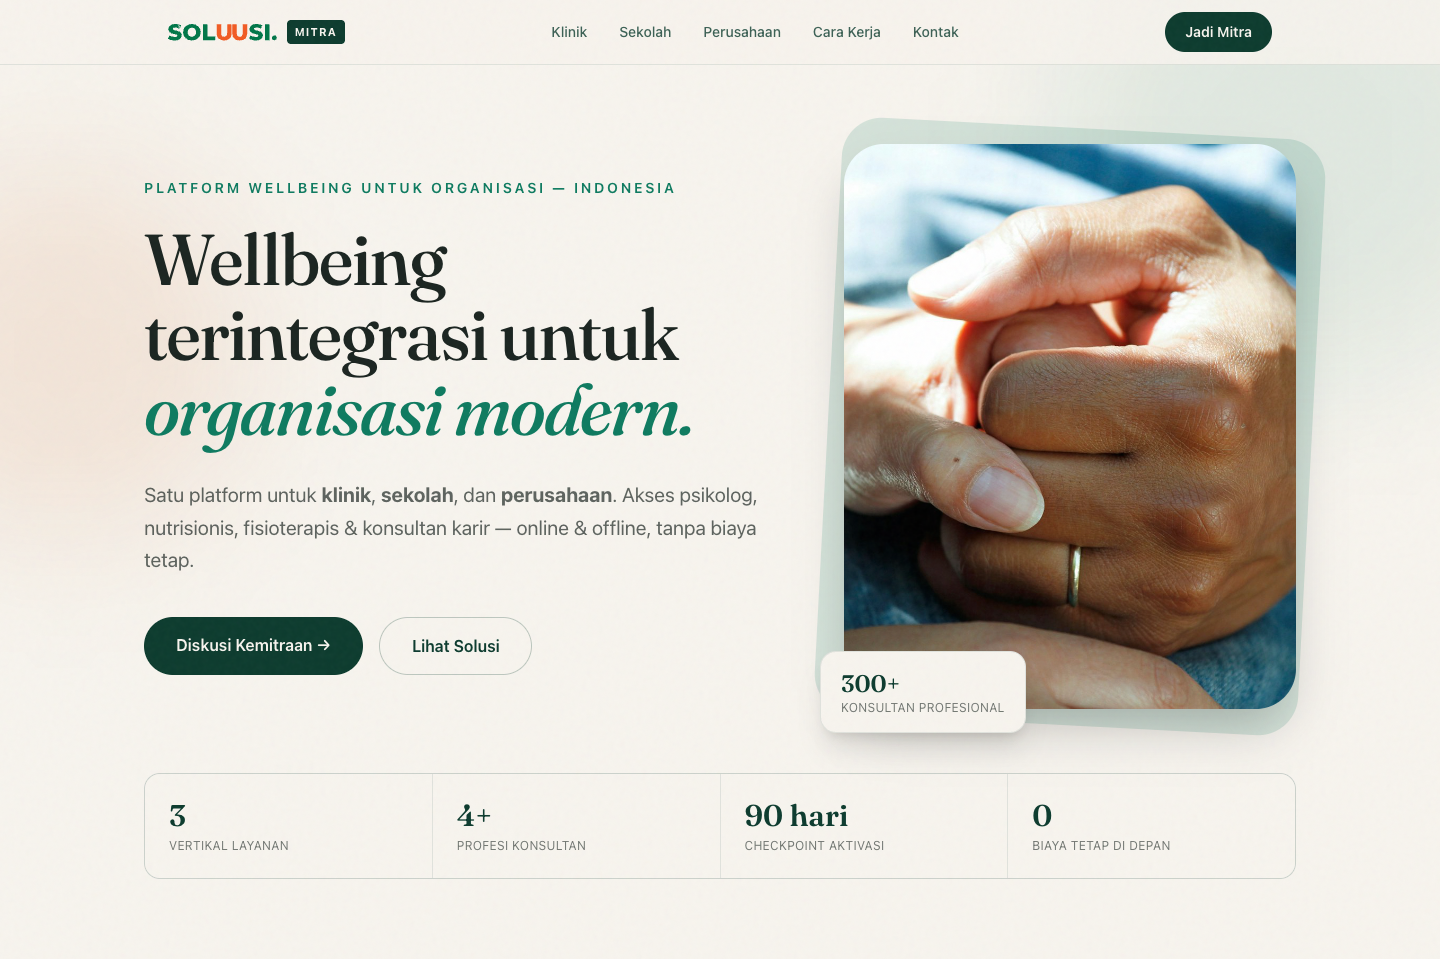 SOLUUSI. MITRA
Klinik Sekolah Perusahaan Cara Kerja Kontak
Jadi Mitra
PLATFORM WELLBEING UNTUK ORGANISASI — INDONESIA
Wellbeing
terintegrasi untuk
organisasi modern.
Satu platform untuk klinik, sekolah, dan perusahaan. Akses psikolog,
nutrisionis, fisioterapis & konsultan karir — online & offline, tanpa biaya
tetap.
Diskusi Kemitraan →
Lihat Solusi
300+
KONSULTAN PROFESIONAL
3
VERTIKAL LAYANAN
4+
PROFESI KONSULTAN
90 hari
CHECKPOINT AKTIVASI
0
BIAYA TETAP DI DEPAN